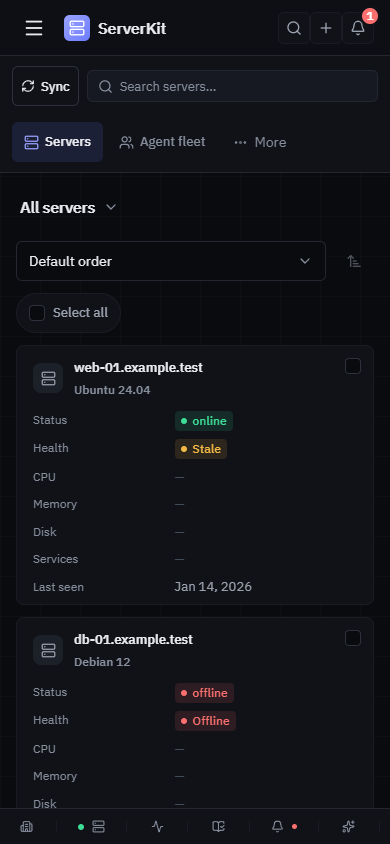 ServerKit
1
Sync
Search servers...
Servers
Agent fleet
More
All servers
Default order
Select all
web-01.example.test
Ubuntu 24.04
Status online
Health Stale
CPU —
Memory —
Disk —
Services —
Last seen Jan 14, 2026
db-01.example.test
Debian 12
Status offline
Health Offline
CPU —
Memory —
Disk